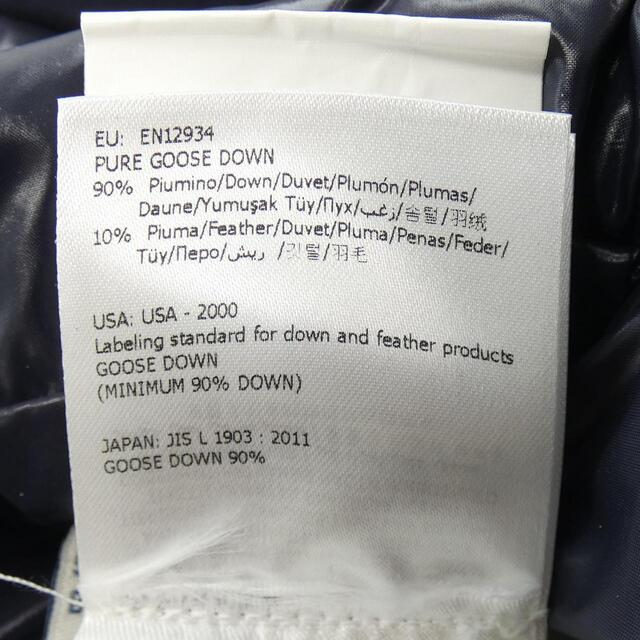 EU: EN12934
PURE GOOSE DOWN
90% Piumino/Down/Duvet/Plumón/Plumas/
Daune/Yumuşak Tüy/Пух/زغب/솜털/羽绒
10% Piuma/Feather/Duvet/Pluma/Penas/Feder/
Tüy/Перо/ريش/깃털/羽毛
USA: USA - 2000
Labeling standard for down and feather products
GOOSE DOWN
(MINIMUM 90% DOWN)
JAPAN: JIS L 1903 : 2011
GOOSE DOWN 90%